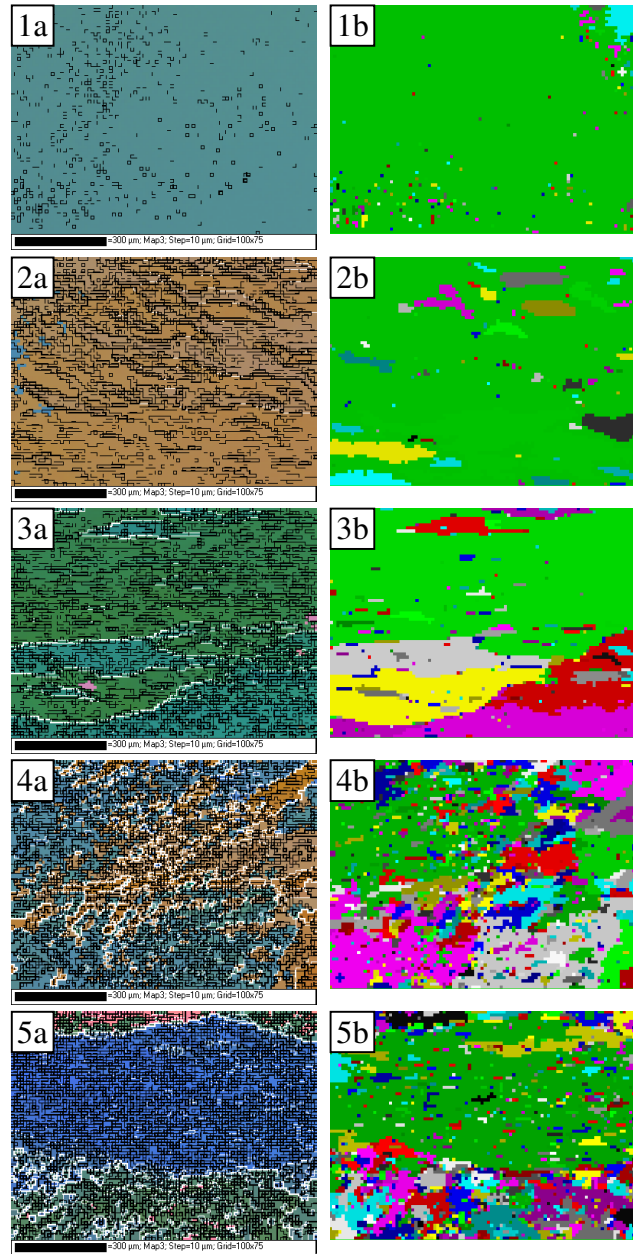 1a
1b
=300 µm; Map3; Step=10 µm; Grid=100x75
2a
2b
=300 µm; Map3; Step=10 µm; Grid=100x75
3a
3b
=300 µm; Map3; Step=10 µm; Grid=100x75
4a
4b
=300 µm; Map3; Step=10 µm; Grid=100x75
5a
5b
=300 µm; Map3; Step=10 µm; Grid=100x75